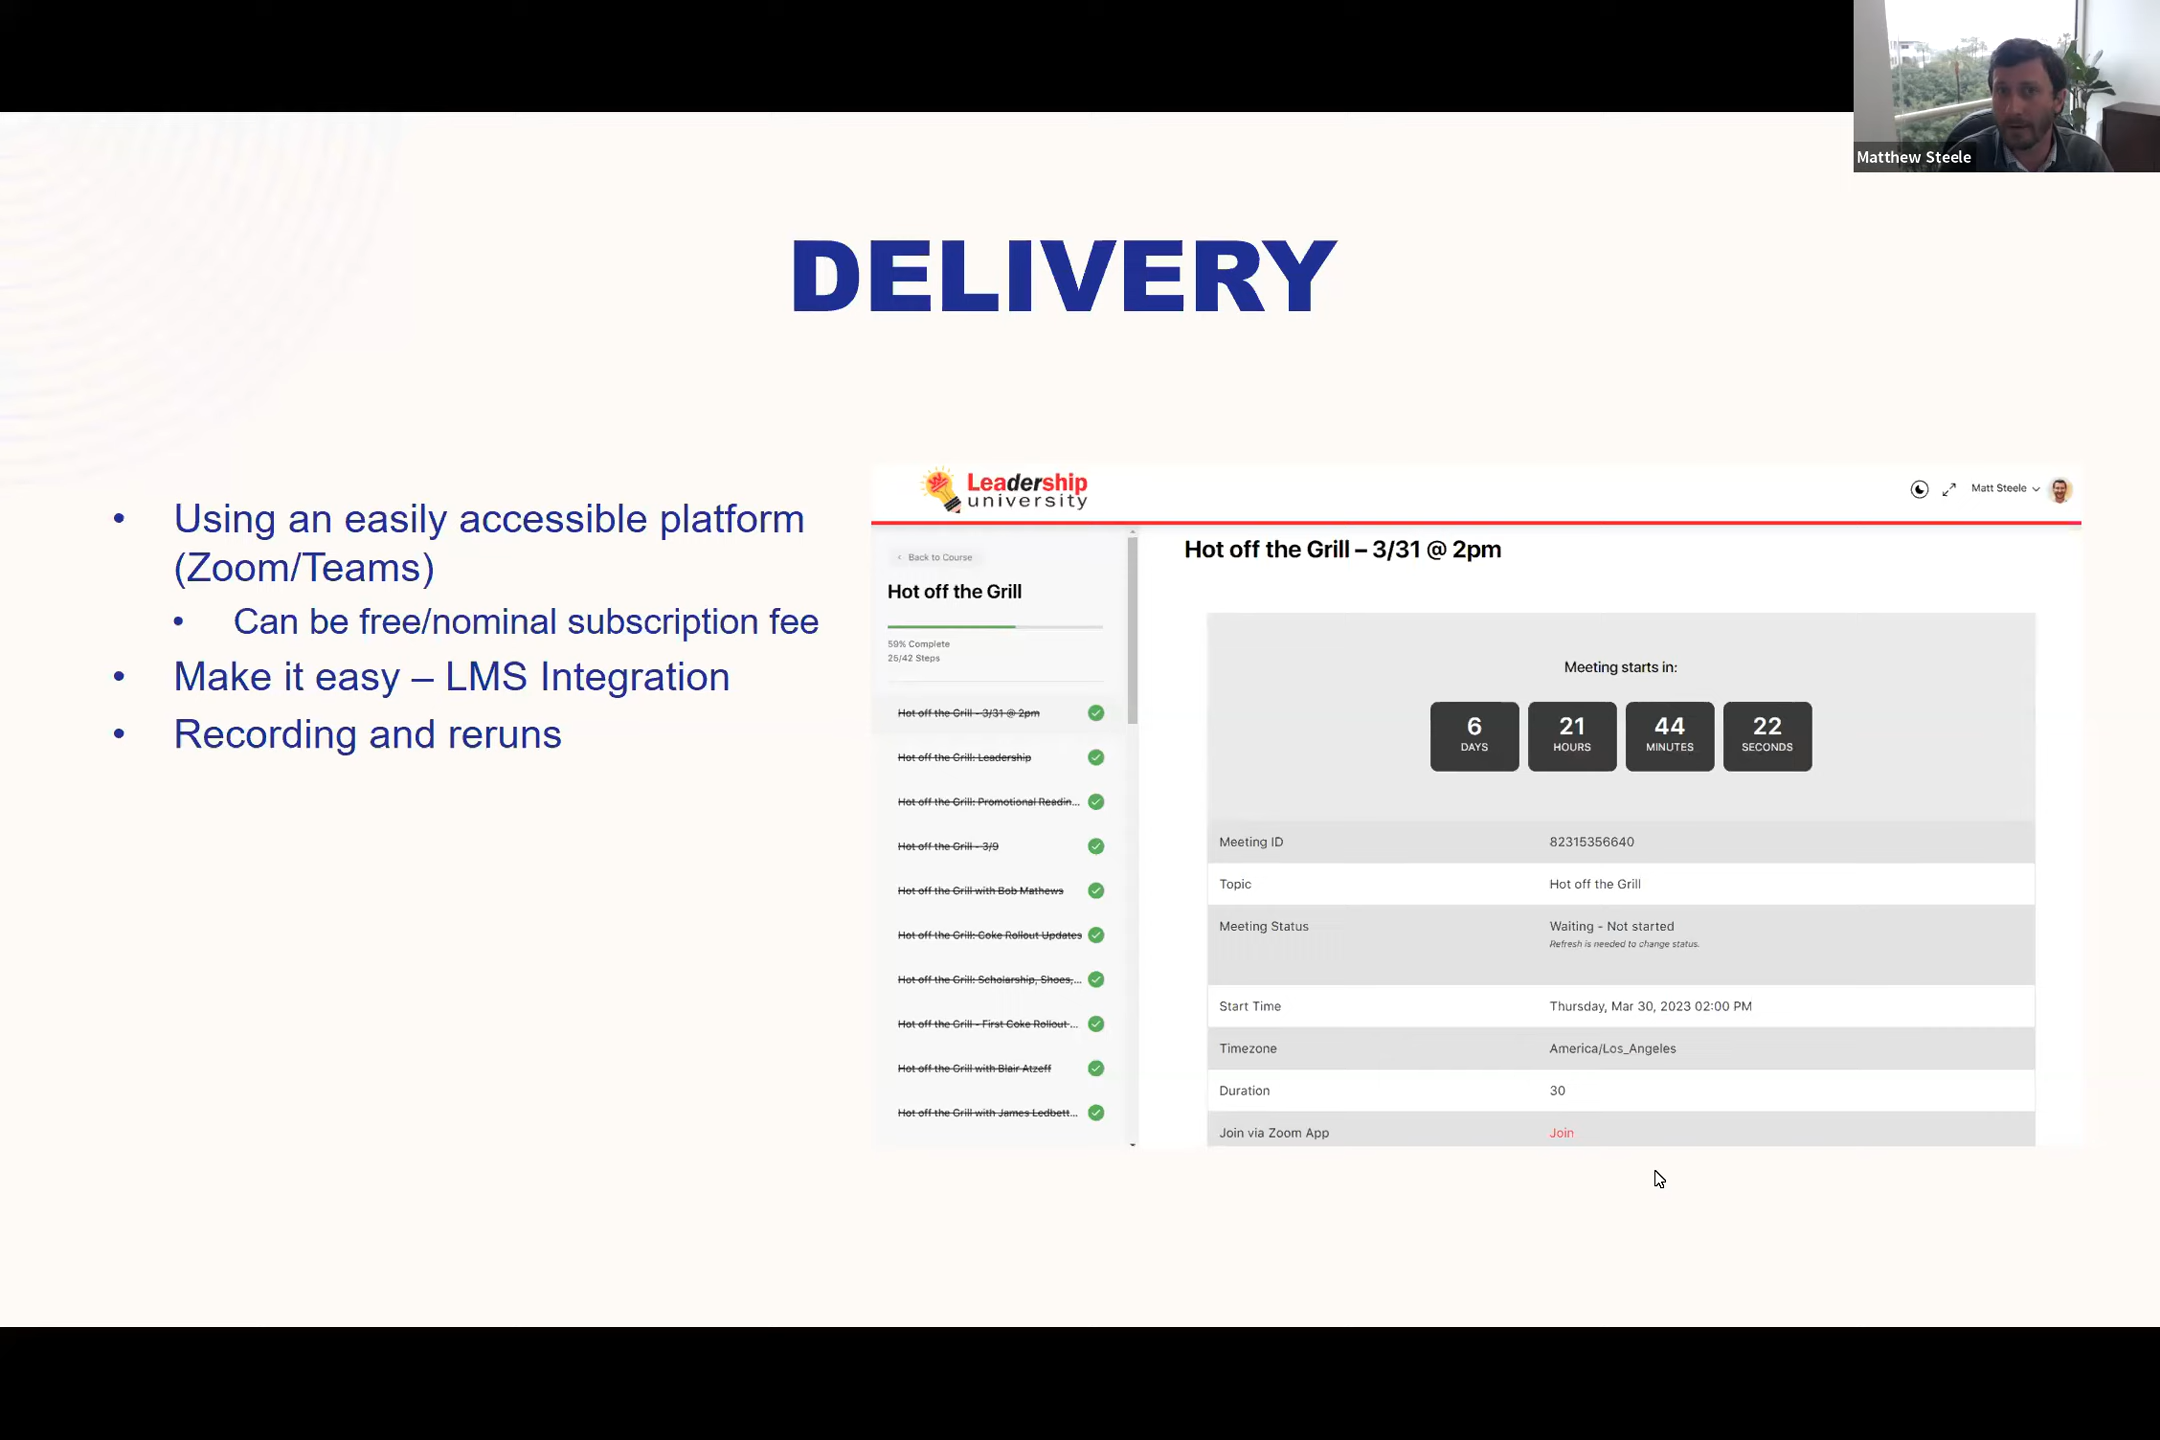 Matthew Steele
DELIVERY
• Using an easily accessible platform
(Zoom/Teams)
• Can be free/nominal subscription fee
• Make it easy – LMS Integration
• Recording and reruns
Leadership
university
Matt Steele
Back to Course
Hot off the Grill
59% Complete
25/42 Steps
Hot off the Grill - 3/31 @ 2pm
Hot off the Grill: Leadership
Hot off the Grill: Promotional Readin...
Hot off the Grill - 3/9
Hot off the Grill with Bob Mathews
Hot off the Grill: Coke Rollout Updates
Hot off the Grill: Scholarship, Shoes,...
Hot off the Grill - First Coke Rollout ...
Hot off the Grill with Blair Atzeff
Hot off the Grill with James Ledbett...
Hot off the Grill – 3/31 @ 2pm
Meeting starts in:
6 21 44 22
DAYS HOURS MINUTES SECONDS
Meeting ID 82315356640
Topic Hot off the Grill
Meeting Status Waiting - Not started
Refresh is needed to change status.
Start Time Thursday, Mar 30, 2023 02:00 PM
Timezone America/Los_Angeles
Duration 30
Join via Zoom App Join